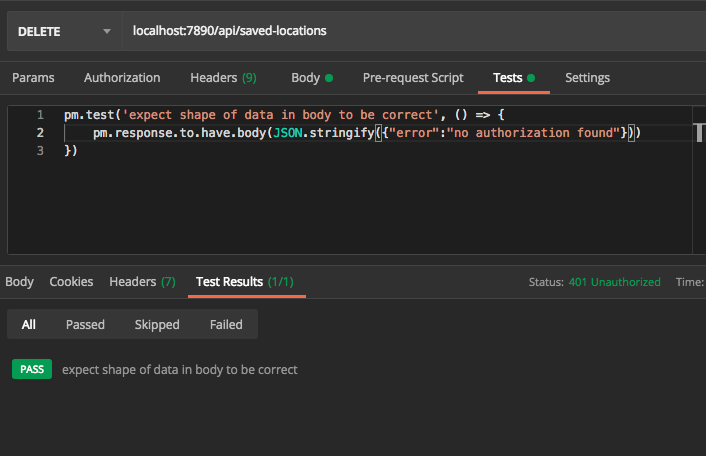 DELETE localhost:7890/api/saved-locations
Params Authorization Headers (9) Body Pre-request Script Tests Settings
1 pm.test('expect shape of data in body to be correct', () => {
2 pm.response.to.have.body(JSON.stringify({"error":"no authorization found"}))
3 })
Body Cookies Headers (7) Test Results (1/1) Status: 401 Unauthorized Time:
All Passed Skipped Failed
PASS expect shape of data in body to be correct